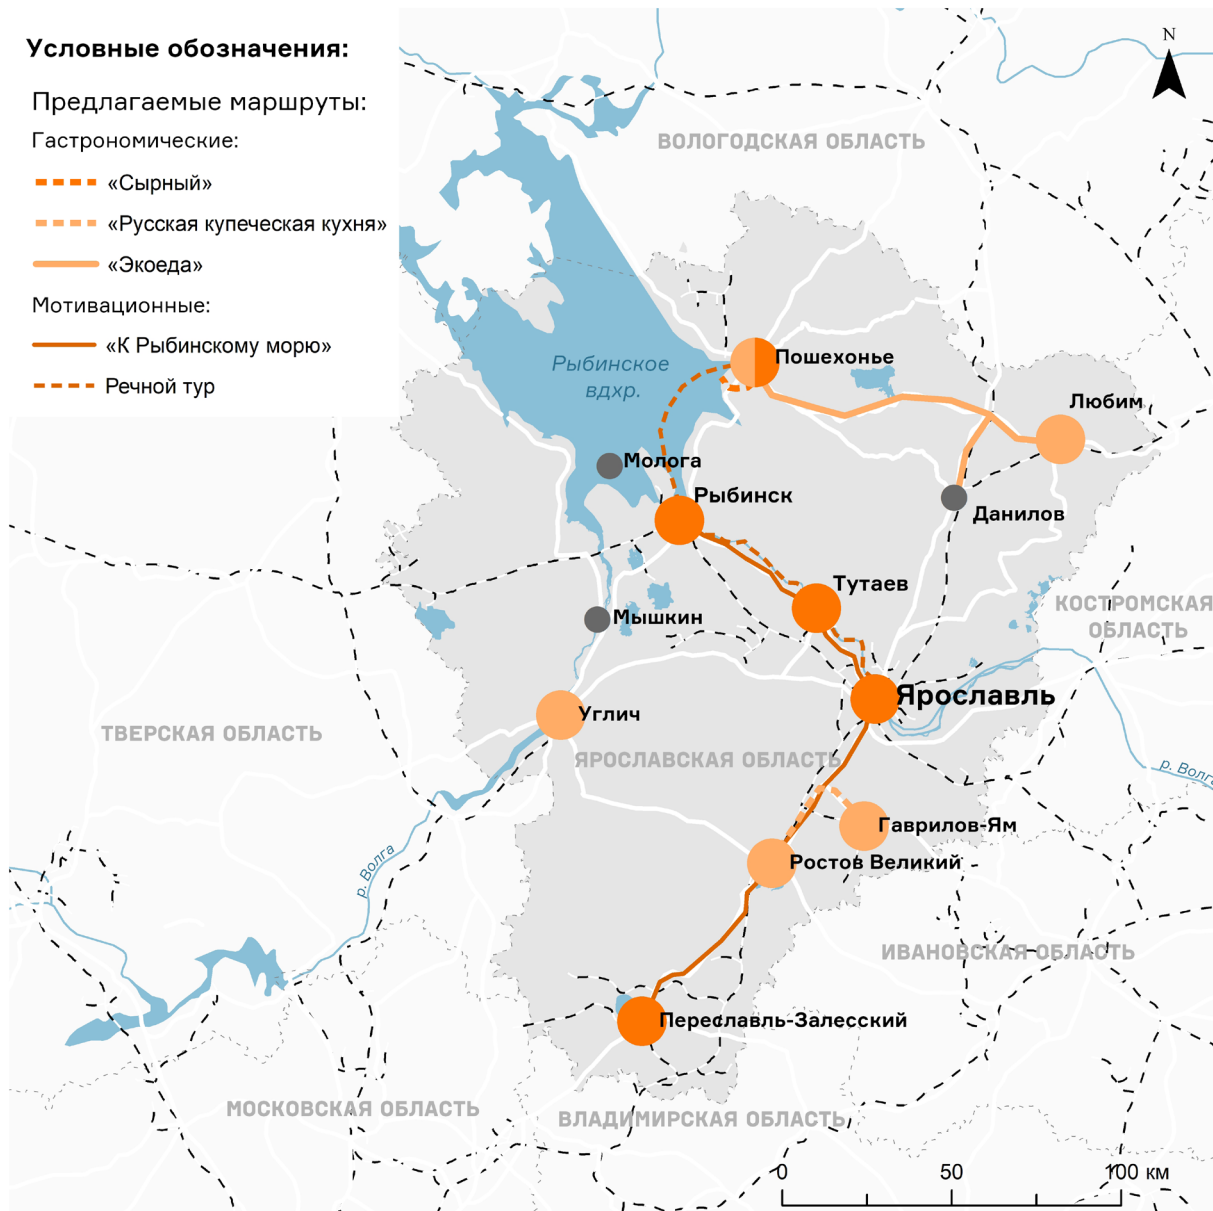 Условные обозначения:
Предлагаемые маршруты:
Гастрономические:
«Сырный»
«Русская купеческая кухня»
«Экоеда»
Мотивационные:
«К Рыбинскому морю»
Речной тур
N
ВОЛОГОДСКАЯ ОБЛАСТЬ
Рыбинское
вдхр.
Пошехонье
Любим
Молога
Рыбинск
Данилов
Тутаев
Мышкин
КОСТРОМСКАЯ
ОБЛАСТЬ
Ярославль
Углич
ТВЕРСКАЯ ОБЛАСТЬ
ЯРОСЛАВСКАЯ ОБЛАСТЬ
р. Волга
Гаврилов-Ям
Ростов Великий
р. Волга
ИВАНОВСКАЯ ОБЛАСТЬ
Переславль-Залесский
МОСКОВСКАЯ ОБЛАСТЬ
ВЛАДИМИРСКАЯ ОБЛАСТЬ
0 50 100 км